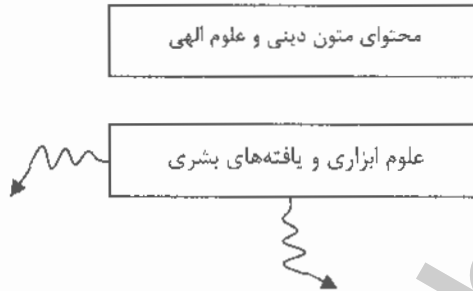 محتوای متون دینی و علوم الهی
علوم ابزاری و یافته‌های بشری